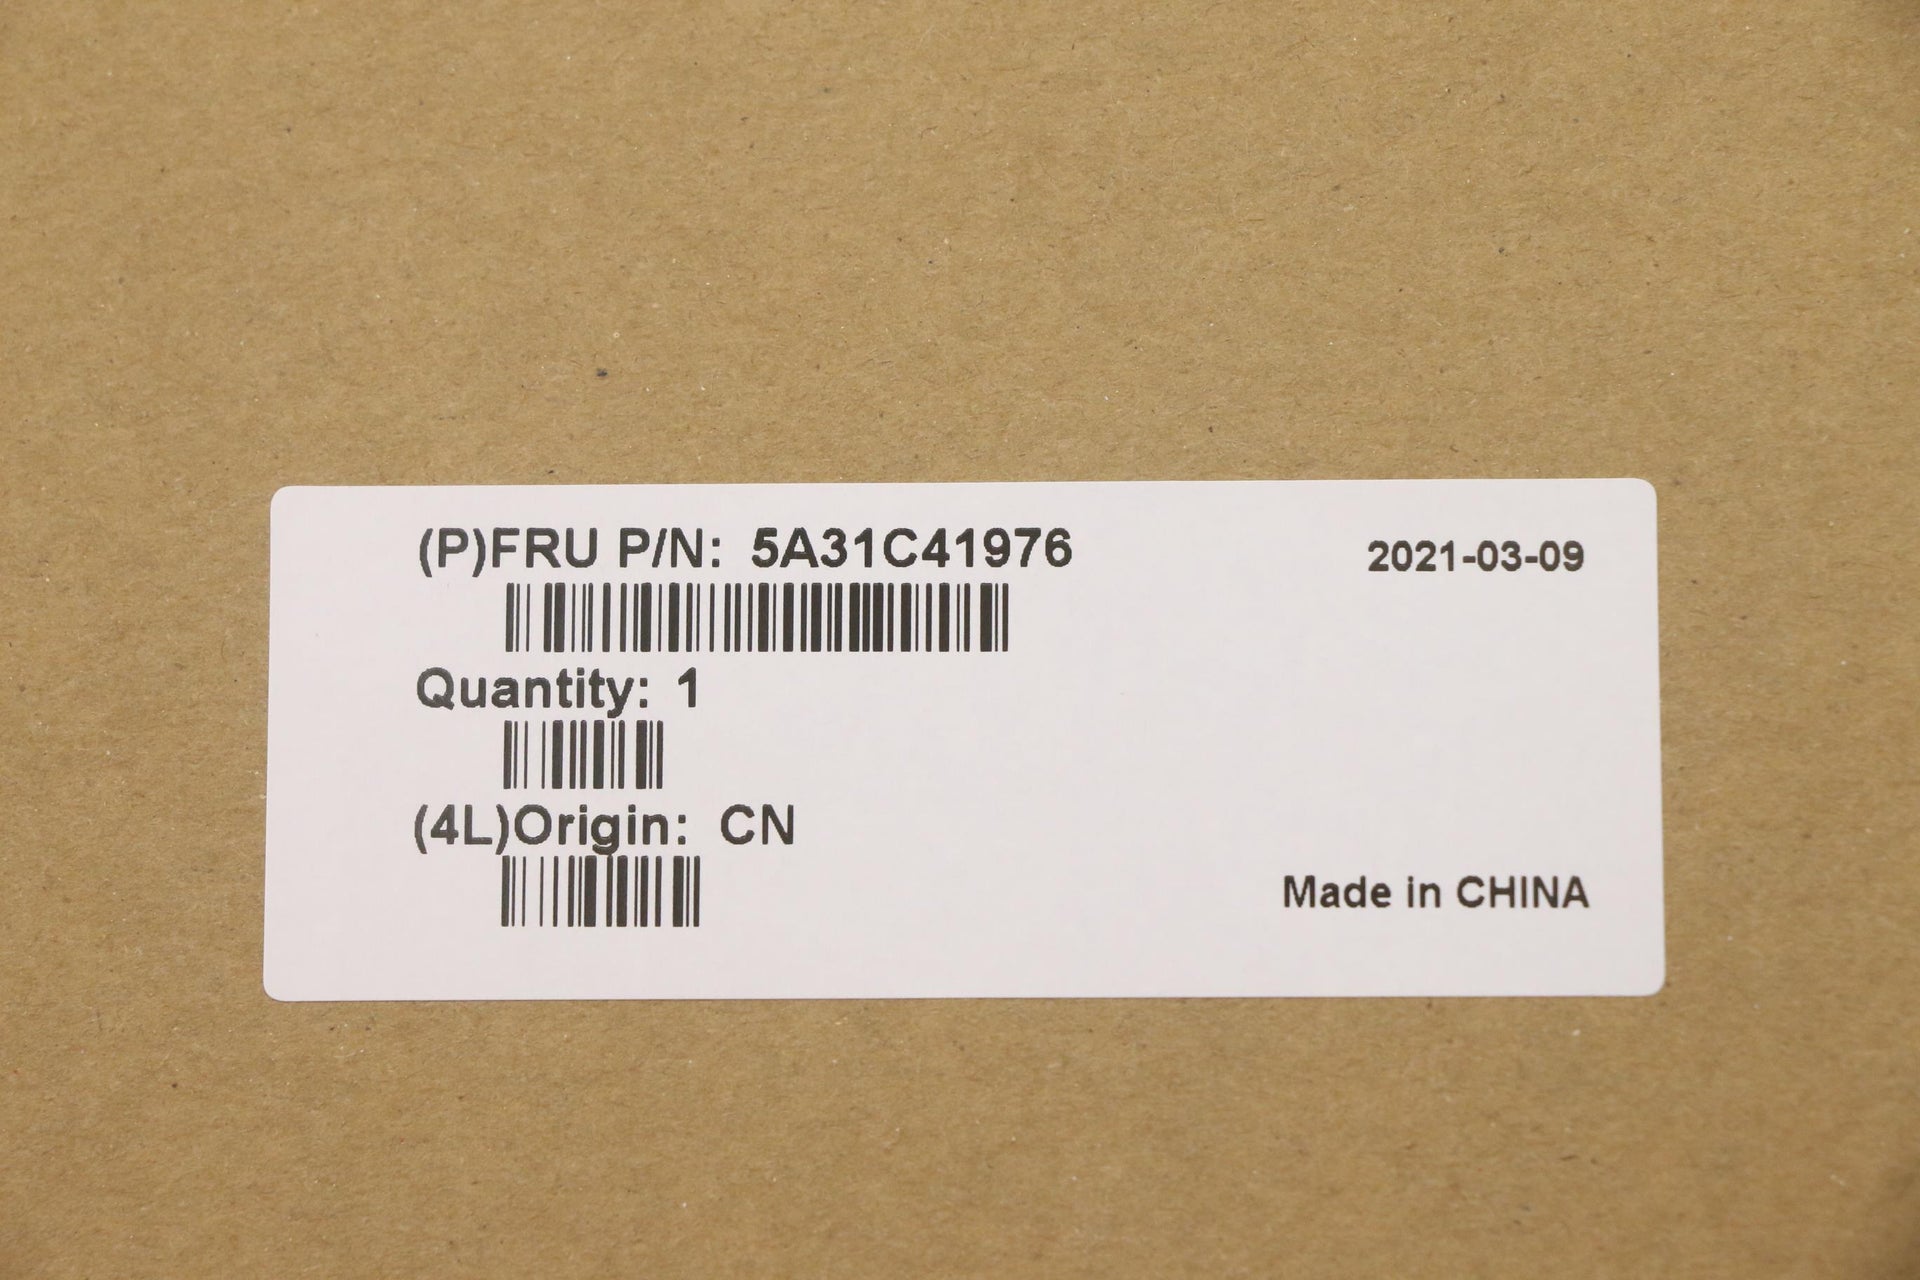 (P)FRU P/N: 5A31C41976
2021-03-09
Quantity: 1
(4L)Origin: CN
Made in CHINA